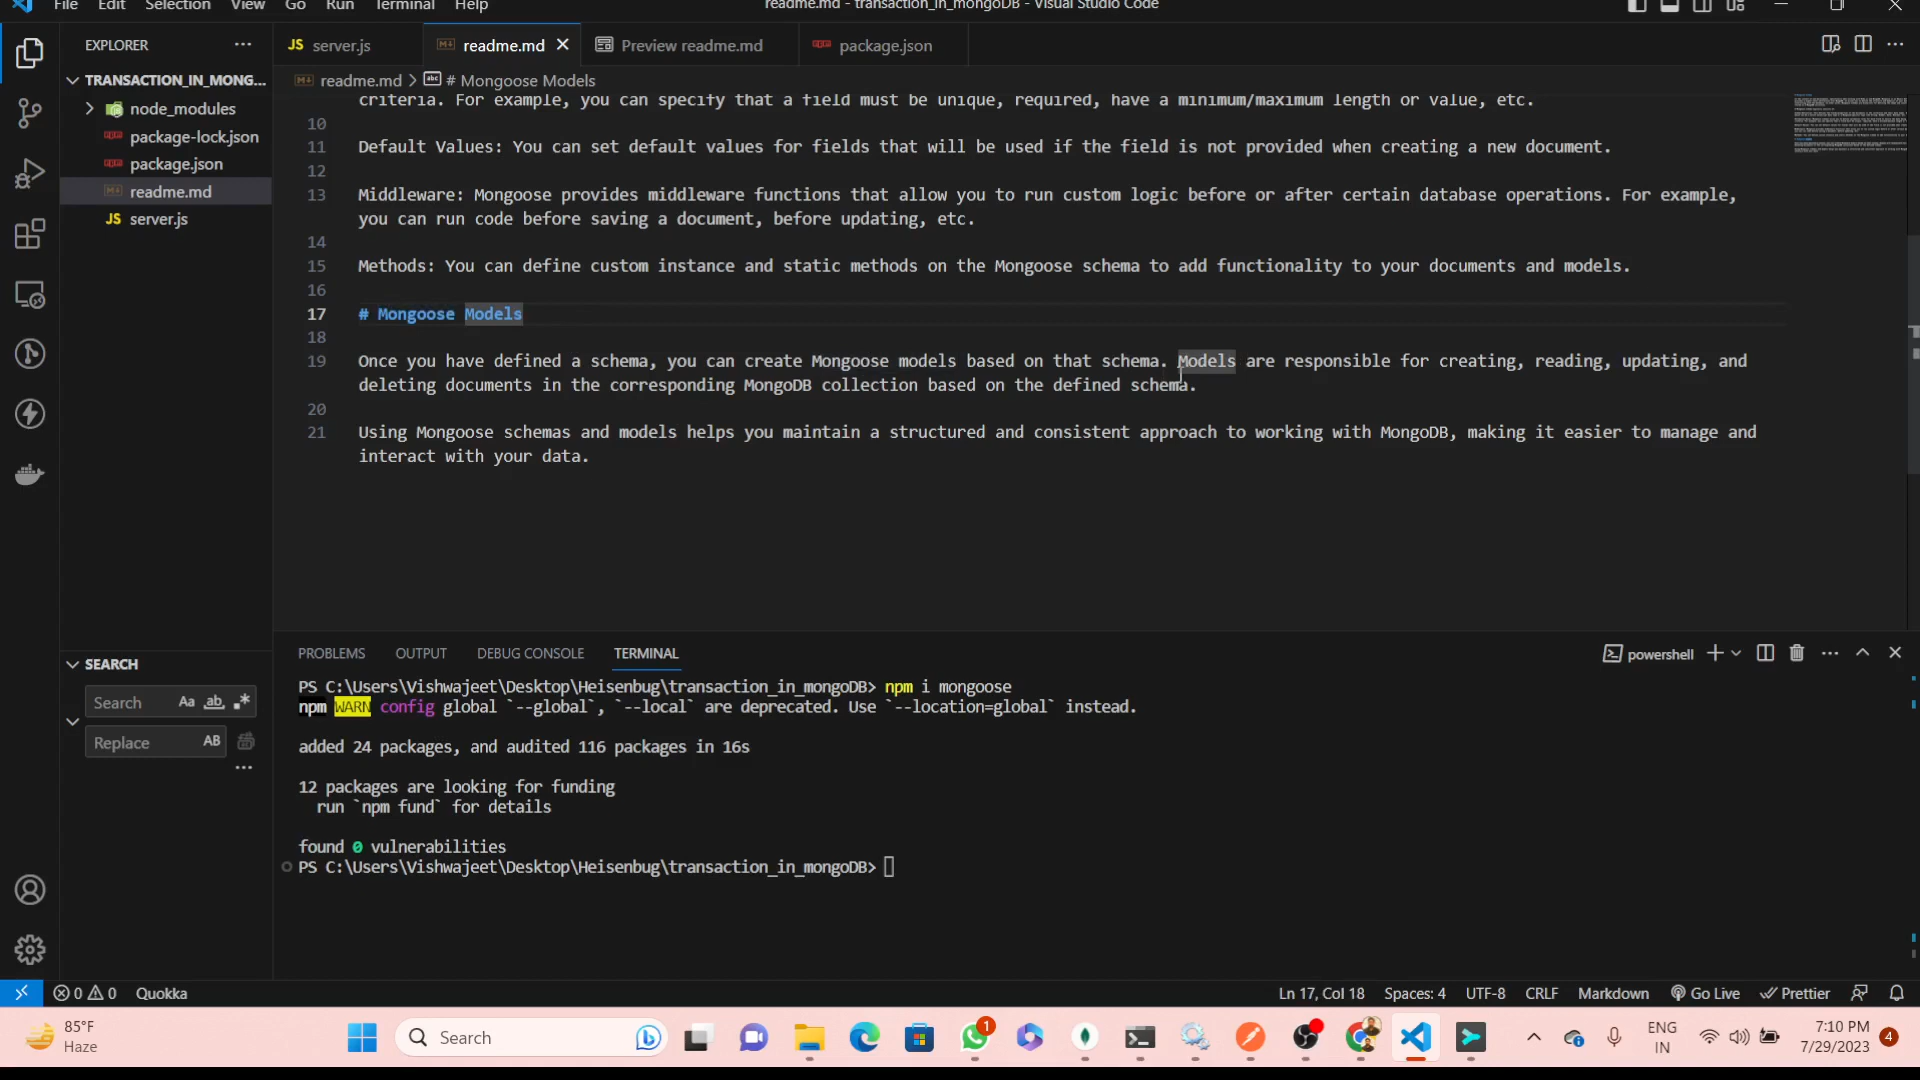 File Edit Selection View Go Run Terminal Help
readme.md - transaction_in_mongoDB - Visual Studio Code
EXPLORER
JS server.js
readme.md
Preview readme.md
package.json
TRANSACTION_IN_MONG...
readme.md > # Mongoose Models
node_modules
package-lock.json
package.json
readme.md
JS server.js
criteria. For example, you can specify that a field must be unique, required, have a minimum/maximum length or value, etc.
10
11 Default Values: You can set default values for fields that will be used if the field is not provided when creating a new document.
12
13 Middleware: Mongoose provides middleware functions that allow you to run custom logic before or after certain database operations. For example,
you can run code before saving a document, before updating, etc.
14
15 Methods: You can define custom instance and static methods on the Mongoose schema to add functionality to your documents and models.
16
17 # Mongoose Models
18
19 Once you have defined a schema, you can create Mongoose models based on that schema. Models are responsible for creating, reading, updating, and
deleting documents in the corresponding MongoDB collection based on the defined schema.
20
21 Using Mongoose schemas and models helps you maintain a structured and consistent approach to working with MongoDB, making it easier to manage and
interact with your data.
SEARCH
Search Aa ab
Replace AB
PROBLEMS OUTPUT DEBUG CONSOLE TERMINAL
powershell
PS C:\Users\Vishwajeet\Desktop\Heisenbug\transaction_in_mongoDB> npm i mongoose
npm WARN config global `--global`, `--local` are deprecated. Use `--location=global` instead.
added 24 packages, and audited 116 packages in 16s
12 packages are looking for funding
run `npm fund` for details
found 0 vulnerabilities
PS C:\Users\Vishwajeet\Desktop\Heisenbug\transaction_in_mongoDB>
0 0 Quokka
Ln 17, Col 18 Spaces: 4 UTF-8 CRLF Markdown Go Live Prettier
85°F
Haze
Search
1
ENG
IN
7:10 PM
7/29/2023
4